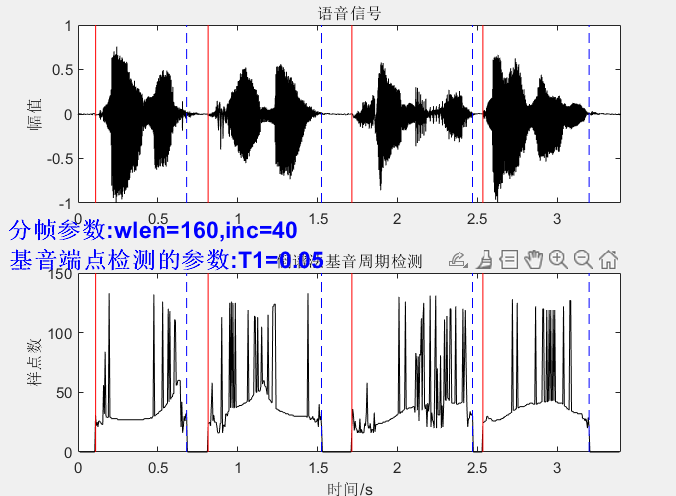 语音信号
1
0.5
0
-0.5
-1
幅值
0 0.5 1 1.5 2 2.5 3
分帧参数:wlen=160,inc=40
基音端点检测的参数:T1=0.05
基音周期检测
150
100
50
0
样点数
0 0.5 1 1.5 2 2.5 3
时间/s